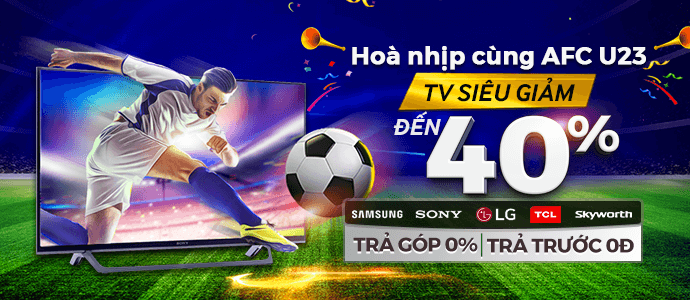 Hoà nhịp cùng AFC U23
TV SIÊU GIẢM
ĐẾN 40%
SAMSUNG SONY LG TCL Skyworth
TRẢ GÓP 0% | TRẢ TRƯỚC 0Đ
SONY